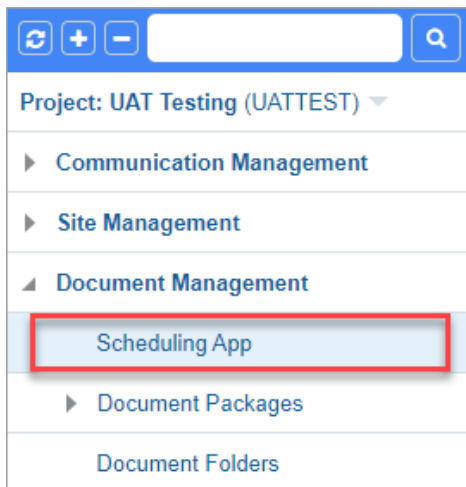 Project: UAT Testing (UATTEST)
Communication Management
Site Management
Document Management
Scheduling App
Document Packages
Document Folders